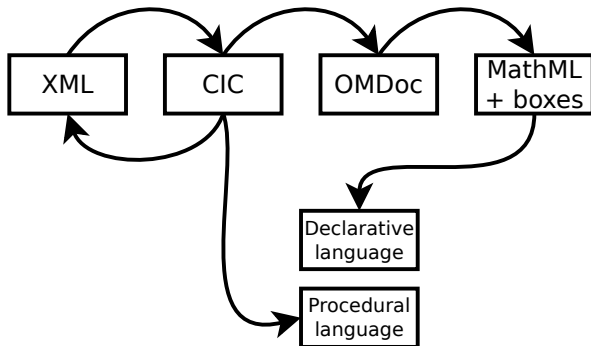 XML
CIC
OMDoc
MathML
+ boxes
Declarative
language
Procedural
language